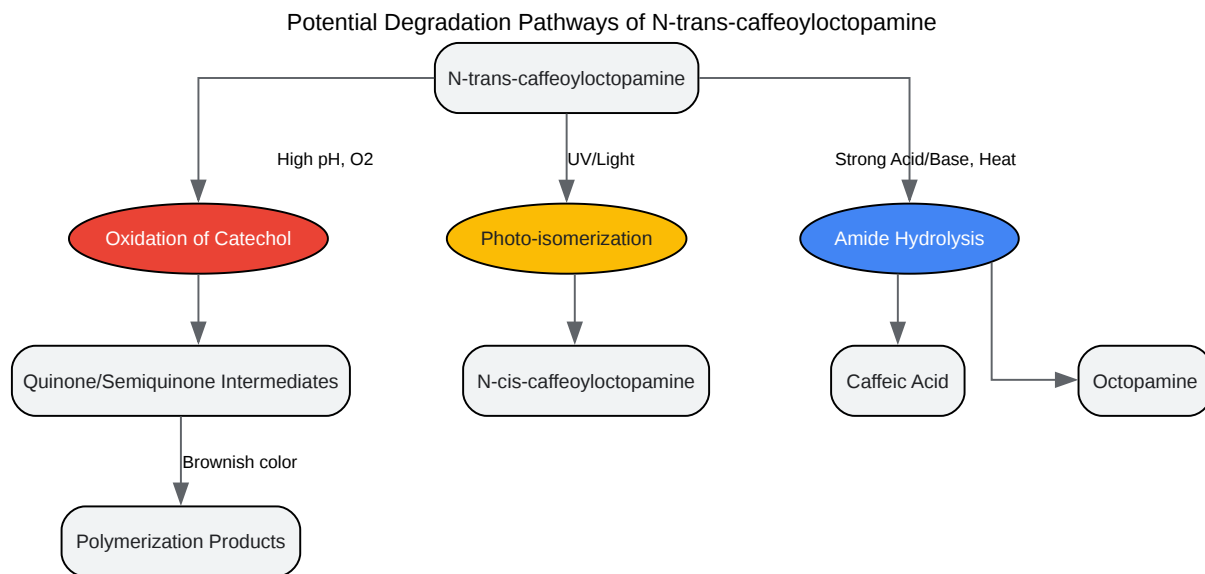 Potential Degradation Pathways of N-trans-caffeoyloctopamine
N-trans-caffeoyloctopamine
High pH, O2
UV/Light
Strong Acid/Base, Heat
Oxidation of Catechol
Photo-isomerization
Amide Hydrolysis
Quinone/Semiquinone Intermediates
N-cis-caffeoyloctopamine
Caffeic Acid
Octopamine
Brownish color
Polymerization Products